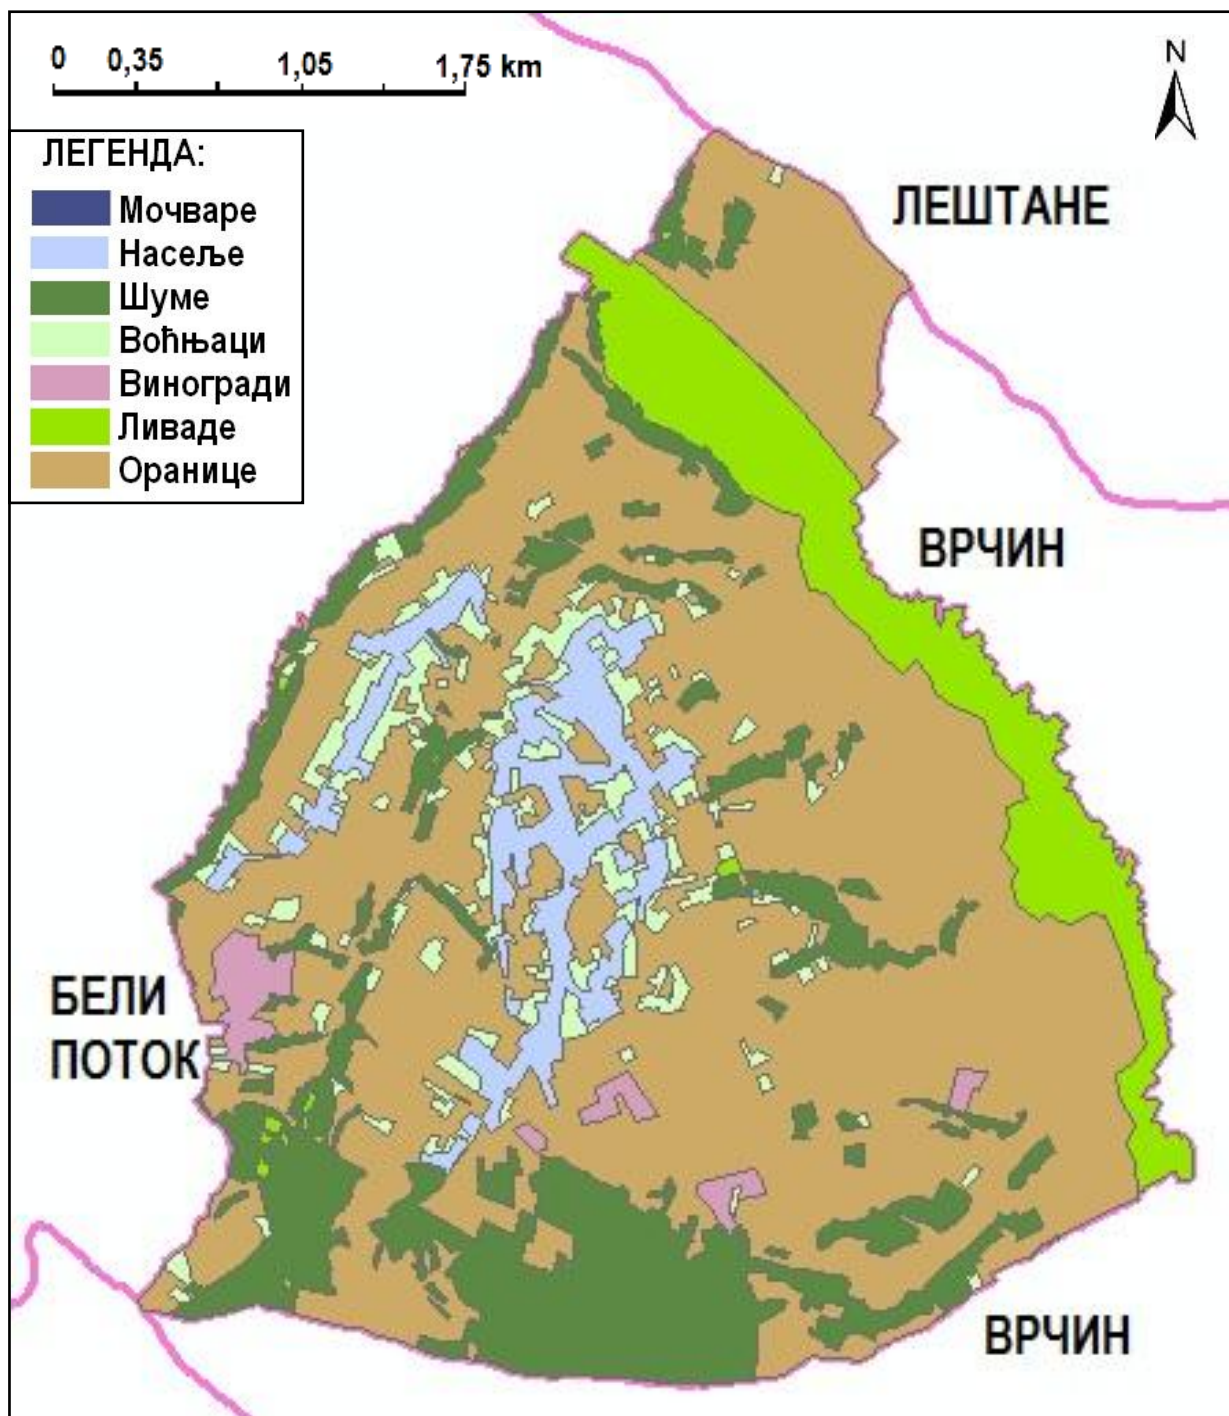 0 0,35 1,05 1,75 km
N
ЛЕГЕНДА:
Мочваре
Насеље
Шуме
Воћњаци
Виногради
Ливаде
Оранице
ЛЕШТАНЕ
ВРЧИН
БЕЛИ
ПОТОК
ВРЧИН